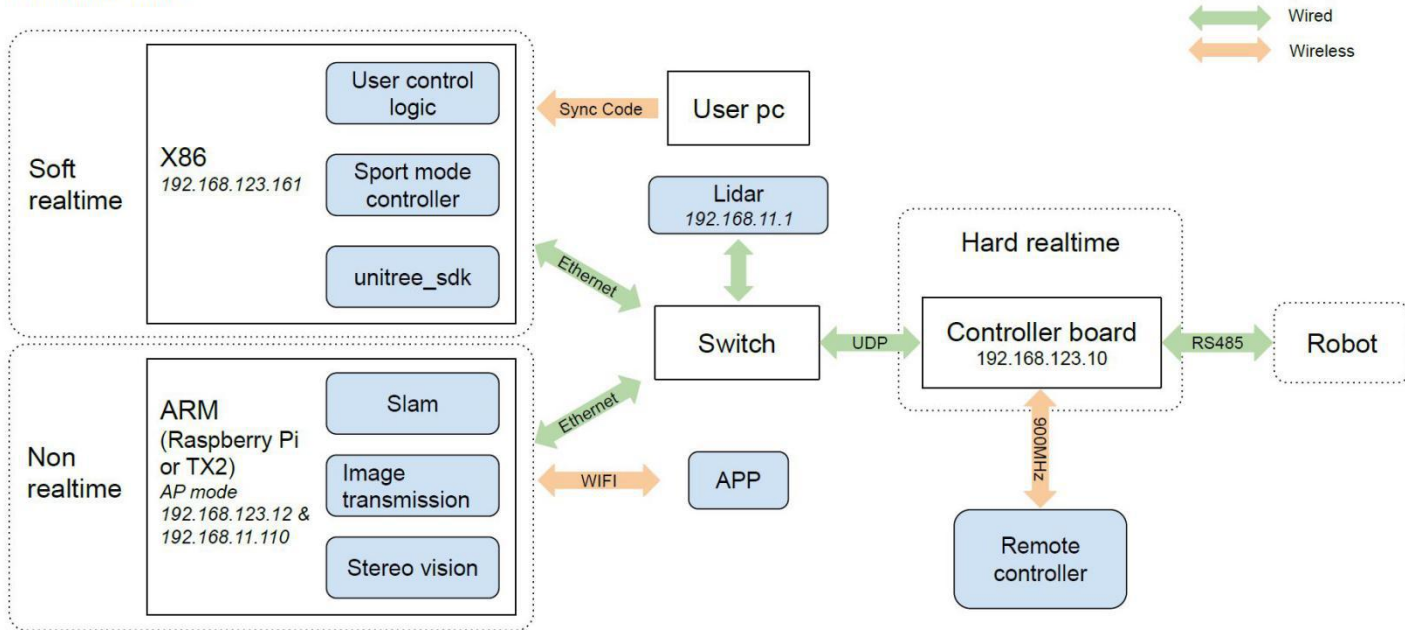 Wired
Wireless
Soft
realtime
X86
192.168.123.161
User control
logic
Sport mode
controller
unitree_sdk
Sync Code
User pc
Lidar
192.168.11.1
Ethernet
Switch
UDP
Hard realtime
Controller board
192.168.123.10
RS485
Robot
900MHz
Remote
controller
Non
realtime
ARM
(Raspberry Pi
or TX2)
AP mode
192.168.123.12 &
192.168.11.110
Slam
Image
transmission
Stereo vision
Ethernet
WIFI
APP